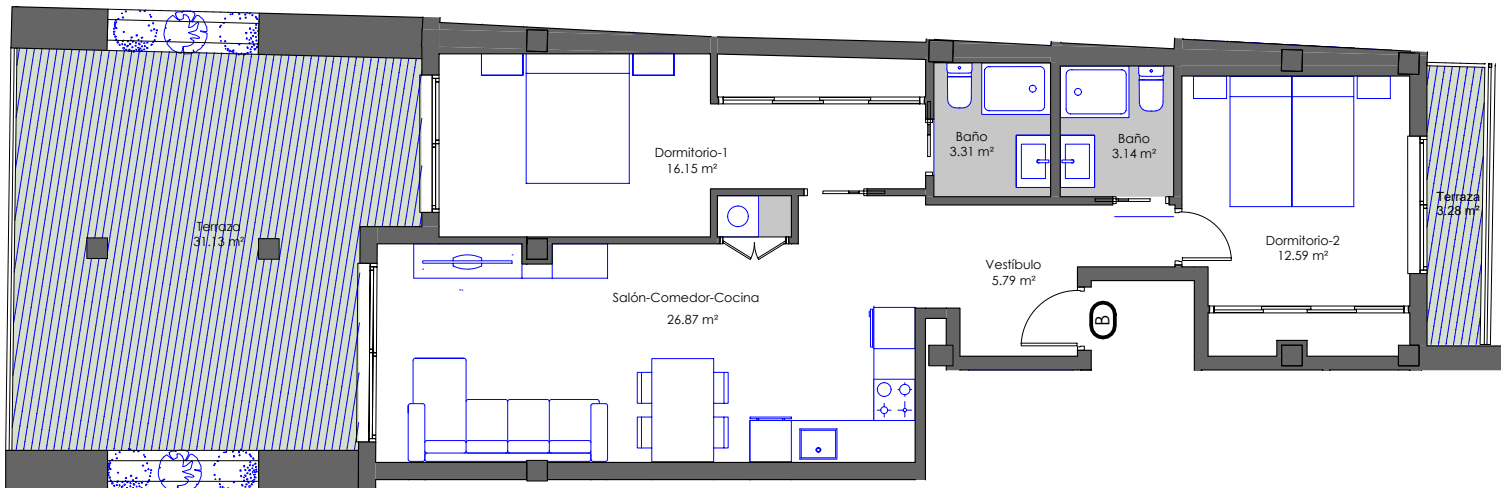 Terraza
31.13 m²
Dormitorio-1
16.15 m²
Baño
3.31 m²
Baño
3.14 m²
Dormitorio-2
12.59 m²
Terraza
3.28 m²
Salón-Comedor-Cocina
26.87 m²
Vestíbulo
5.79 m²
B